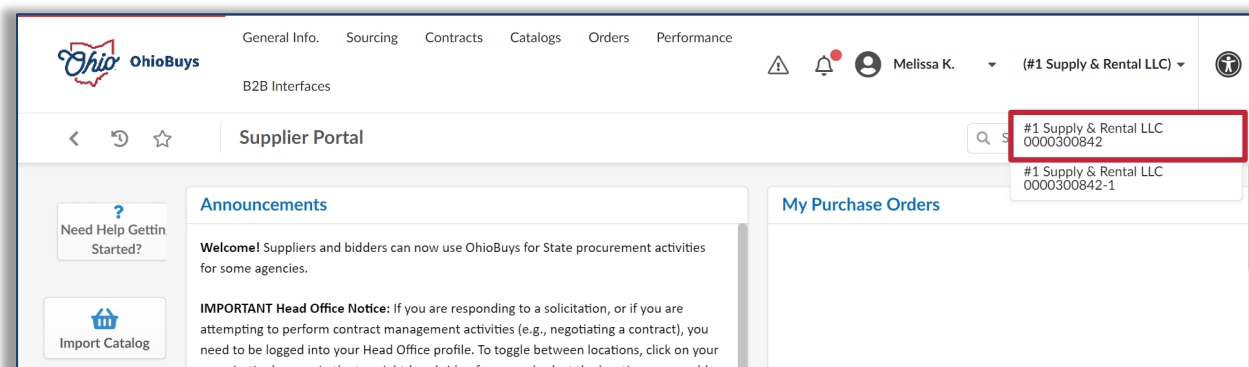 Ohio OhioBuys
General Info. Sourcing Contracts Catalogs Orders Performance
B2B Interfaces
Melissa K.
(#1 Supply & Rental LLC)
Supplier Portal
S
#1 Supply & Rental LLC
0000300842
#1 Supply & Rental LLC
0000300842-1
?
Need Help Gettin
Started?
Import Catalog
Announcements
Welcome! Suppliers and bidders can now use OhioBuys for State procurement activities
for some agencies.
IMPORTANT Head Office Notice: If you are responding to a solicitation, or if you are
attempting to perform contract management activities (e.g., negotiating a contract), you
need to be logged into your Head Office profile. To toggle between locations, click on your
My Purchase Orders